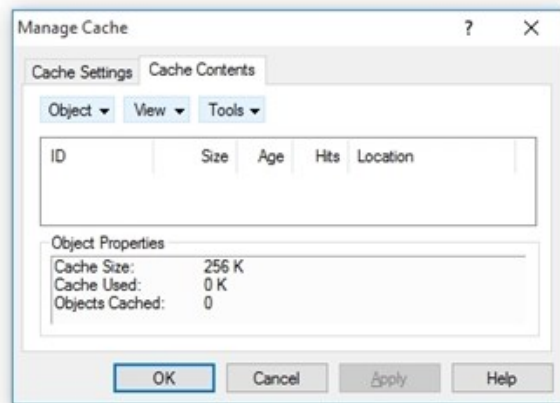 Manage Cache ?
Cache Settings Cache Contents
Object View Tools
ID Size Age Hits Location
Object Properties
Cache Size: 256 K
Cache Used: 0 K
Objects Cached: 0
OK Cancel Apply Help